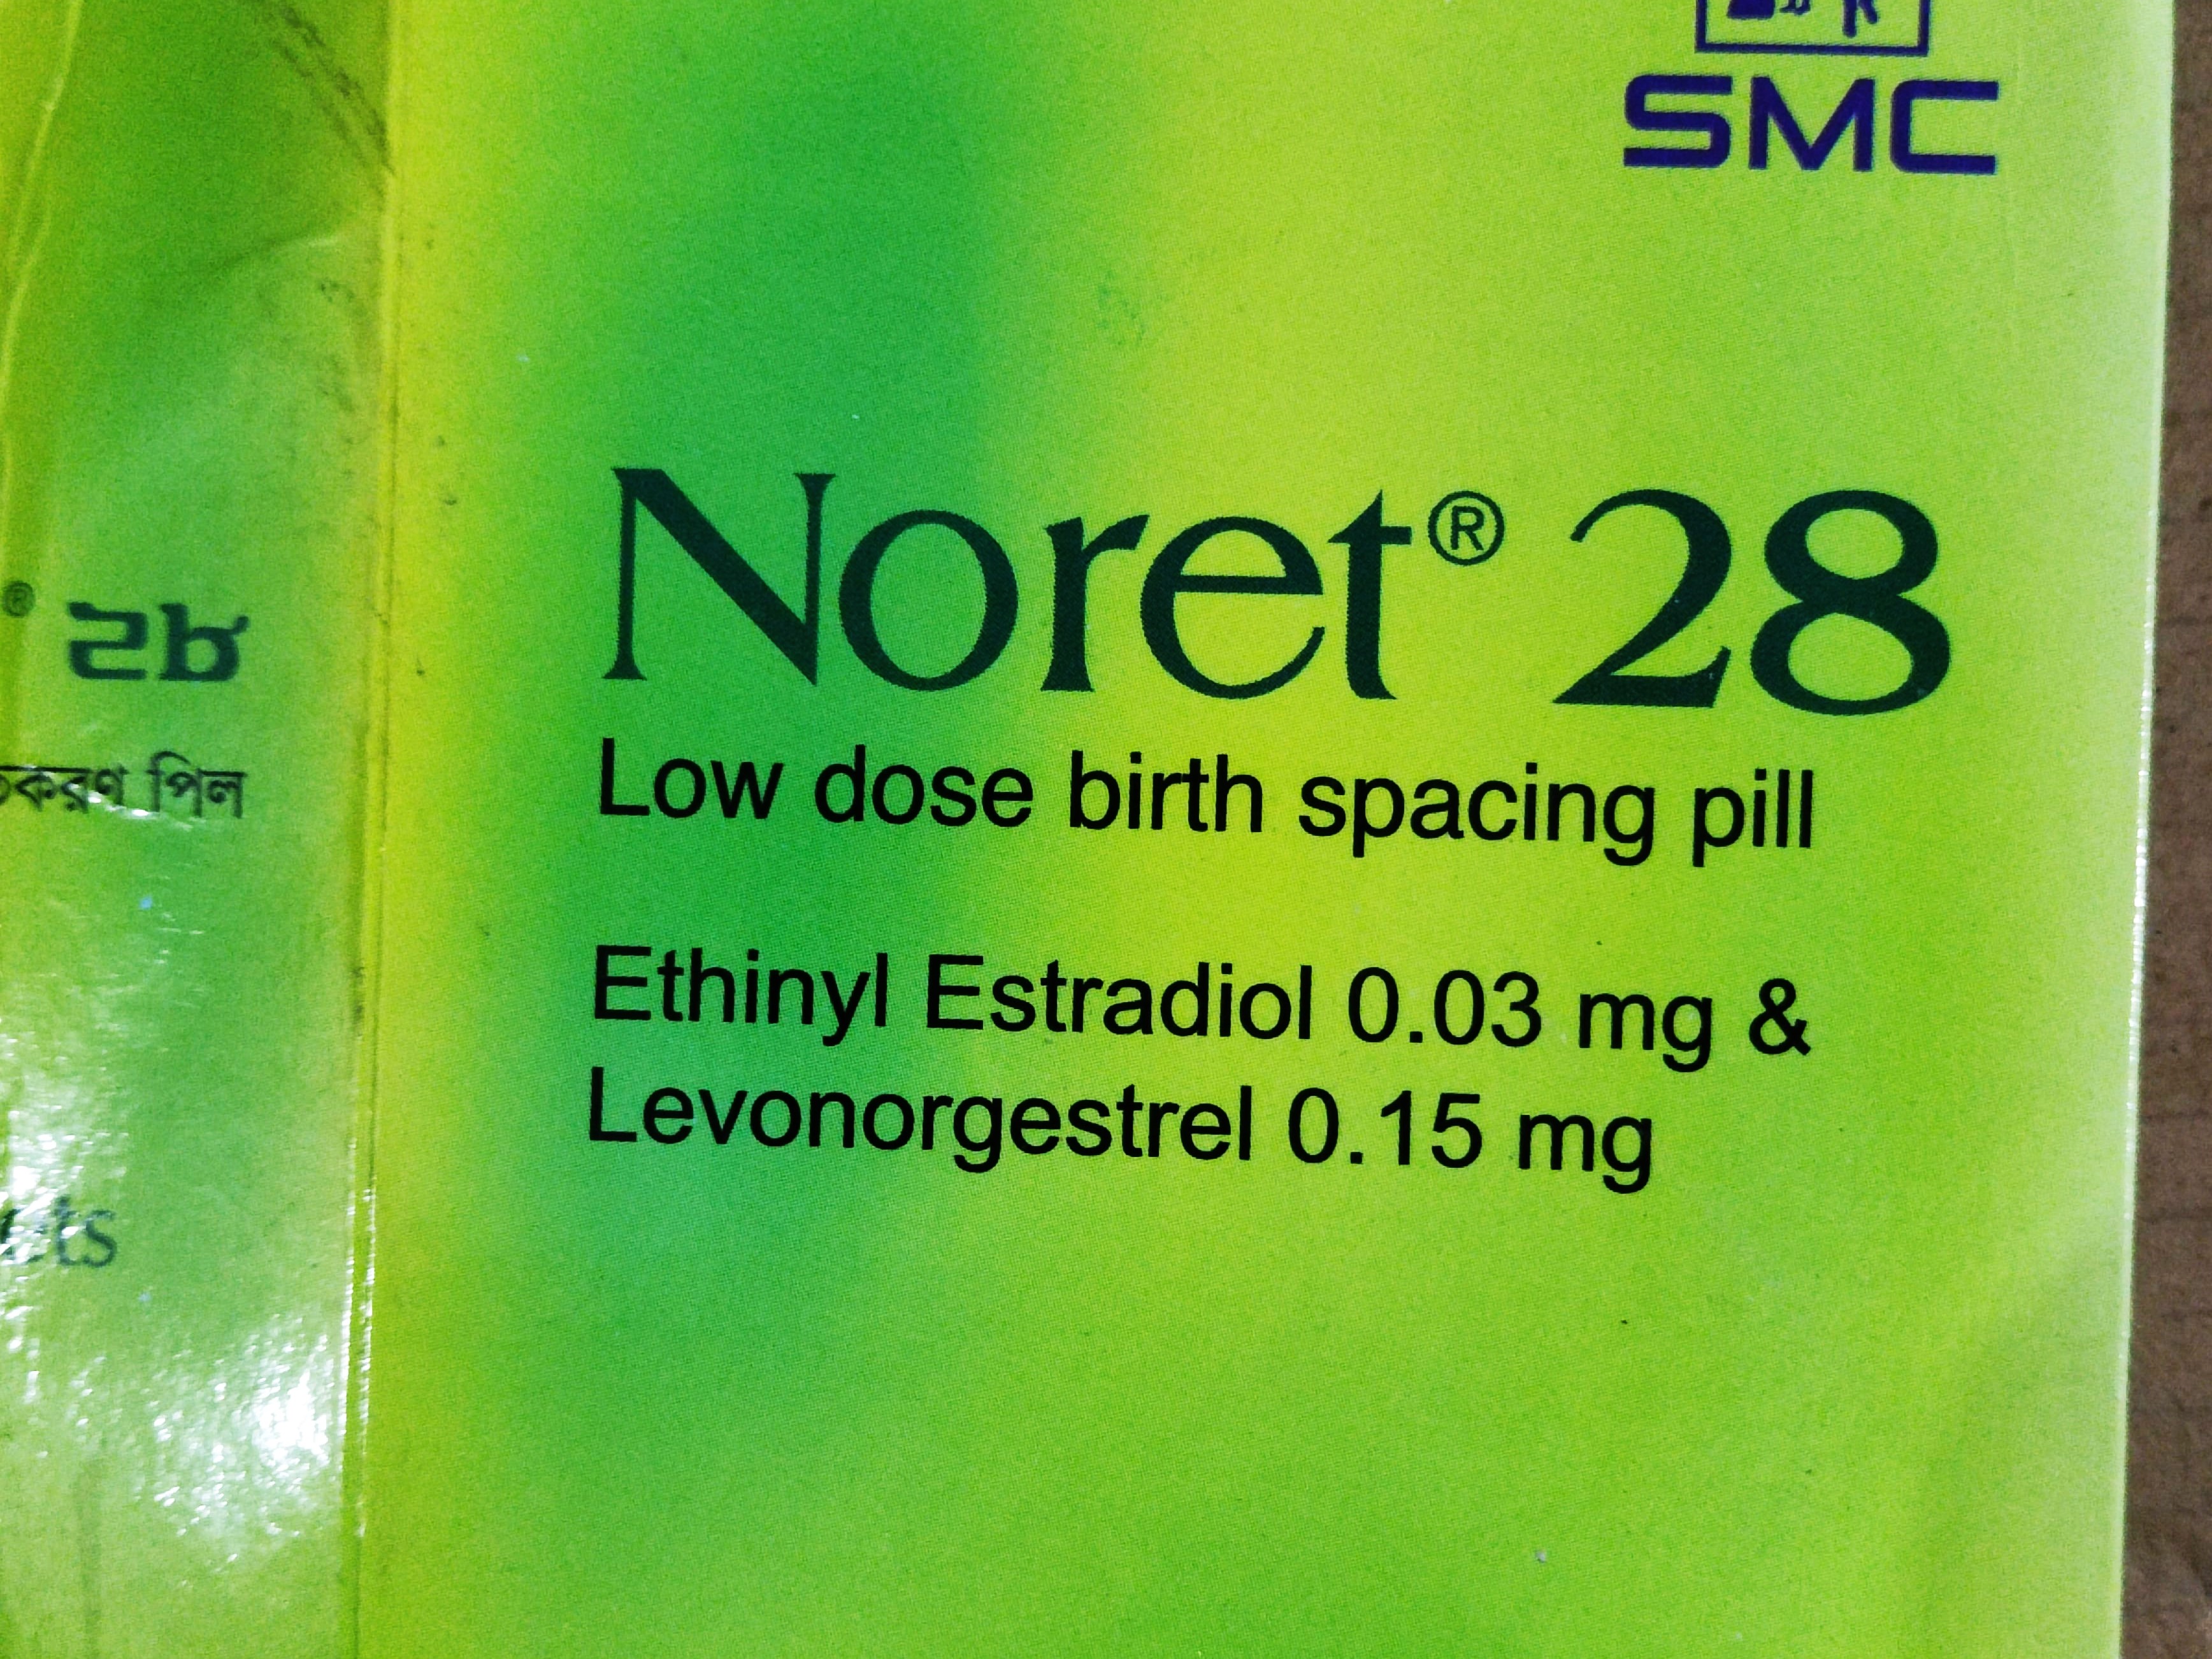 SMC
Noret® 28
Low dose birth spacing pill
Ethinyl Estradiol 0.03 mg &
Levonorgestrel 0.15 mg
® ২৮
পিল